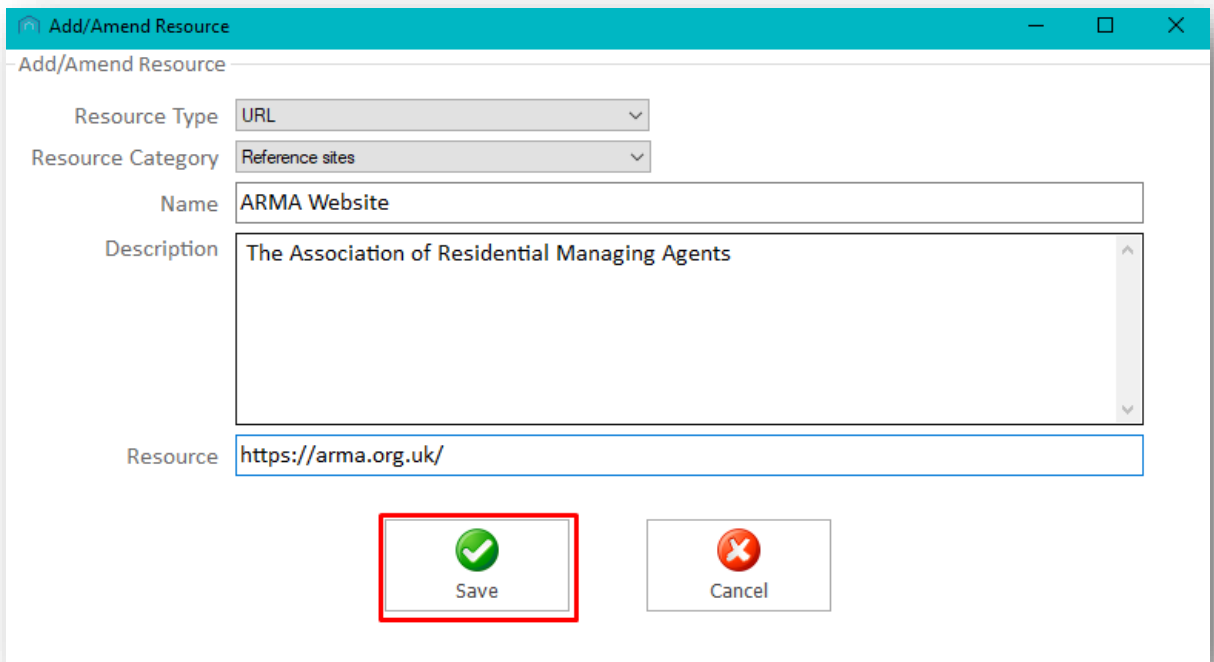 Add/Amend Resource
Add/Amend Resource
Resource Type URL
Resource Category Reference sites
Name ARMA Website
Description The Association of Residential Managing Agents
Resource https://arma.org.uk/
Save Cancel